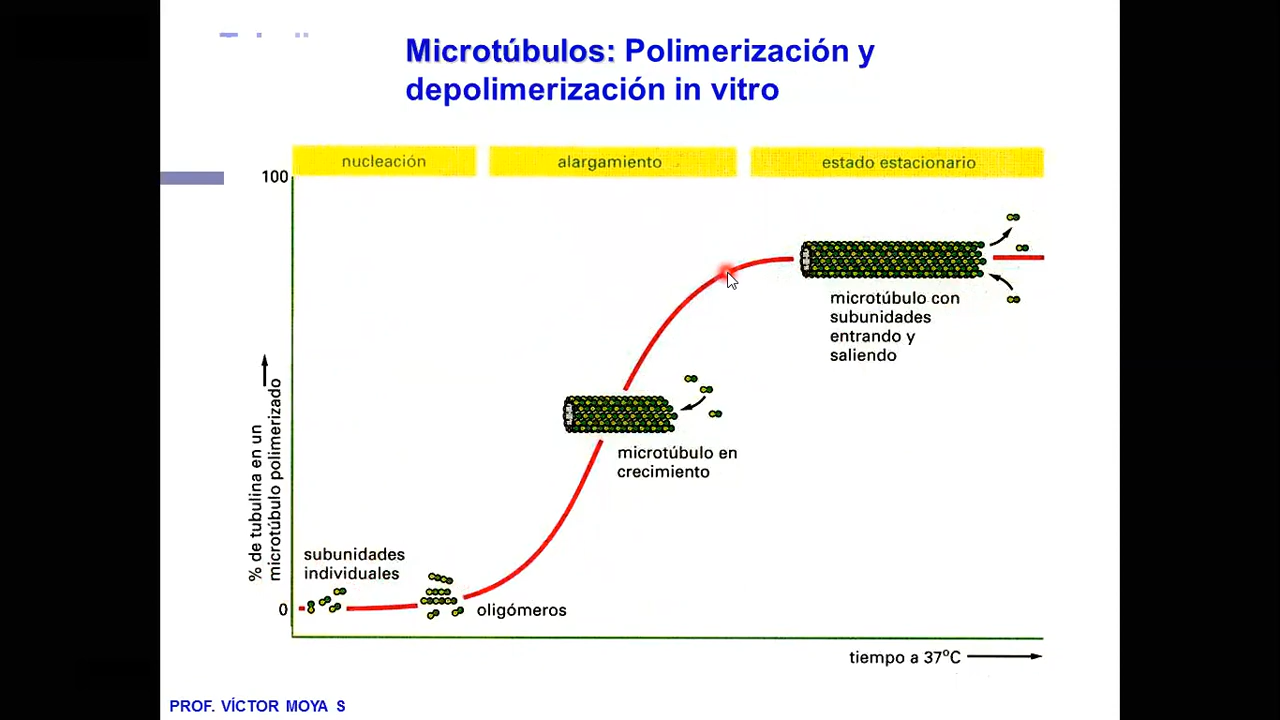 Microtúbulos: Polimerización y
depolimerización in vitro
nucleación
alargamiento
estado estacionario
100
microtúbulo con
subunidades
entrando y
saliendo
% de tubulina en un
microtúbulo polimerizado
microtúbulo en
crecimiento
subunidades
individuales
0
oligómeros
tiempo a 37ºC
PROF. VÍCTOR MOYA S